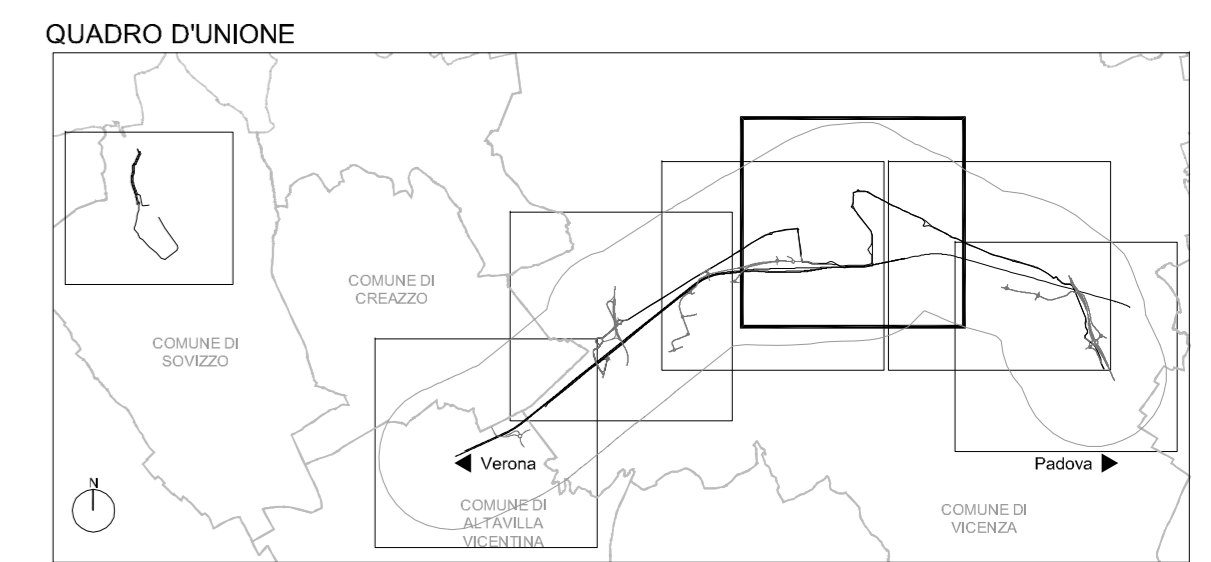 QUADRO D'UNIONE
COMUNE DI
CREAZZO
COMUNE DI
SOVIZZO
Verona
Padova
N
COMUNE DI
ALTAVILLA
VICENTINA
COMUNE DI
VICENZA